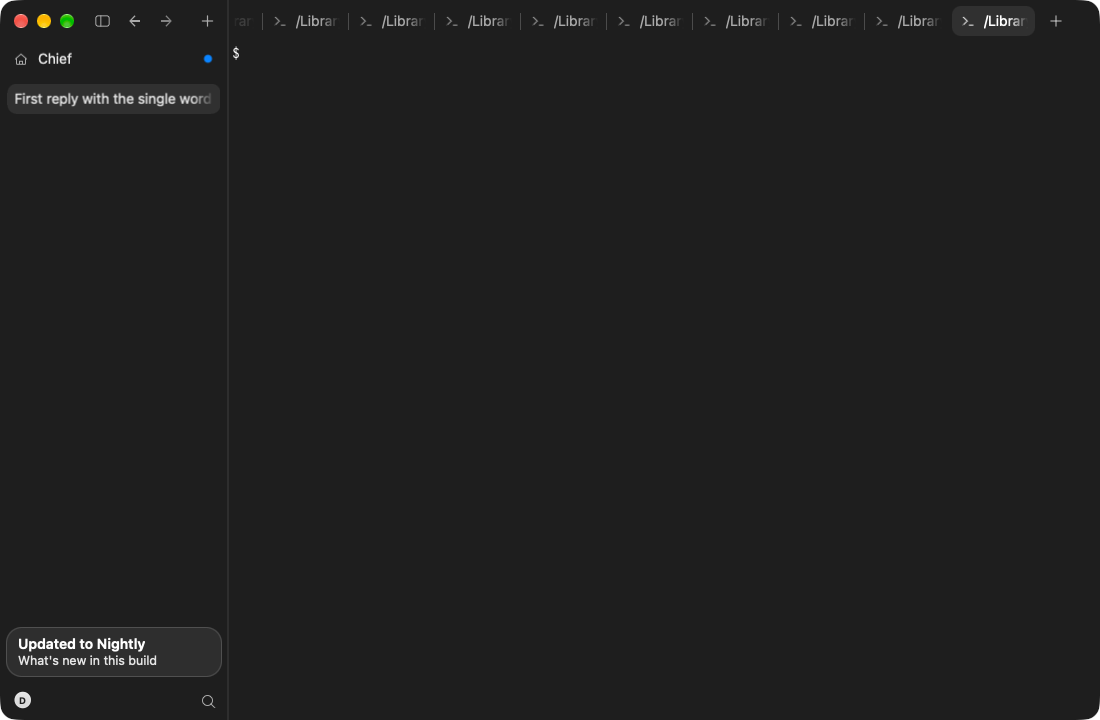 /Librar
/Librar
/Librar
/Librar
/Librar
/Librar
/Librar
/Librar
/Librar
Chief
$
First reply with the single word
Updated to Nightly
What's new in this build
D